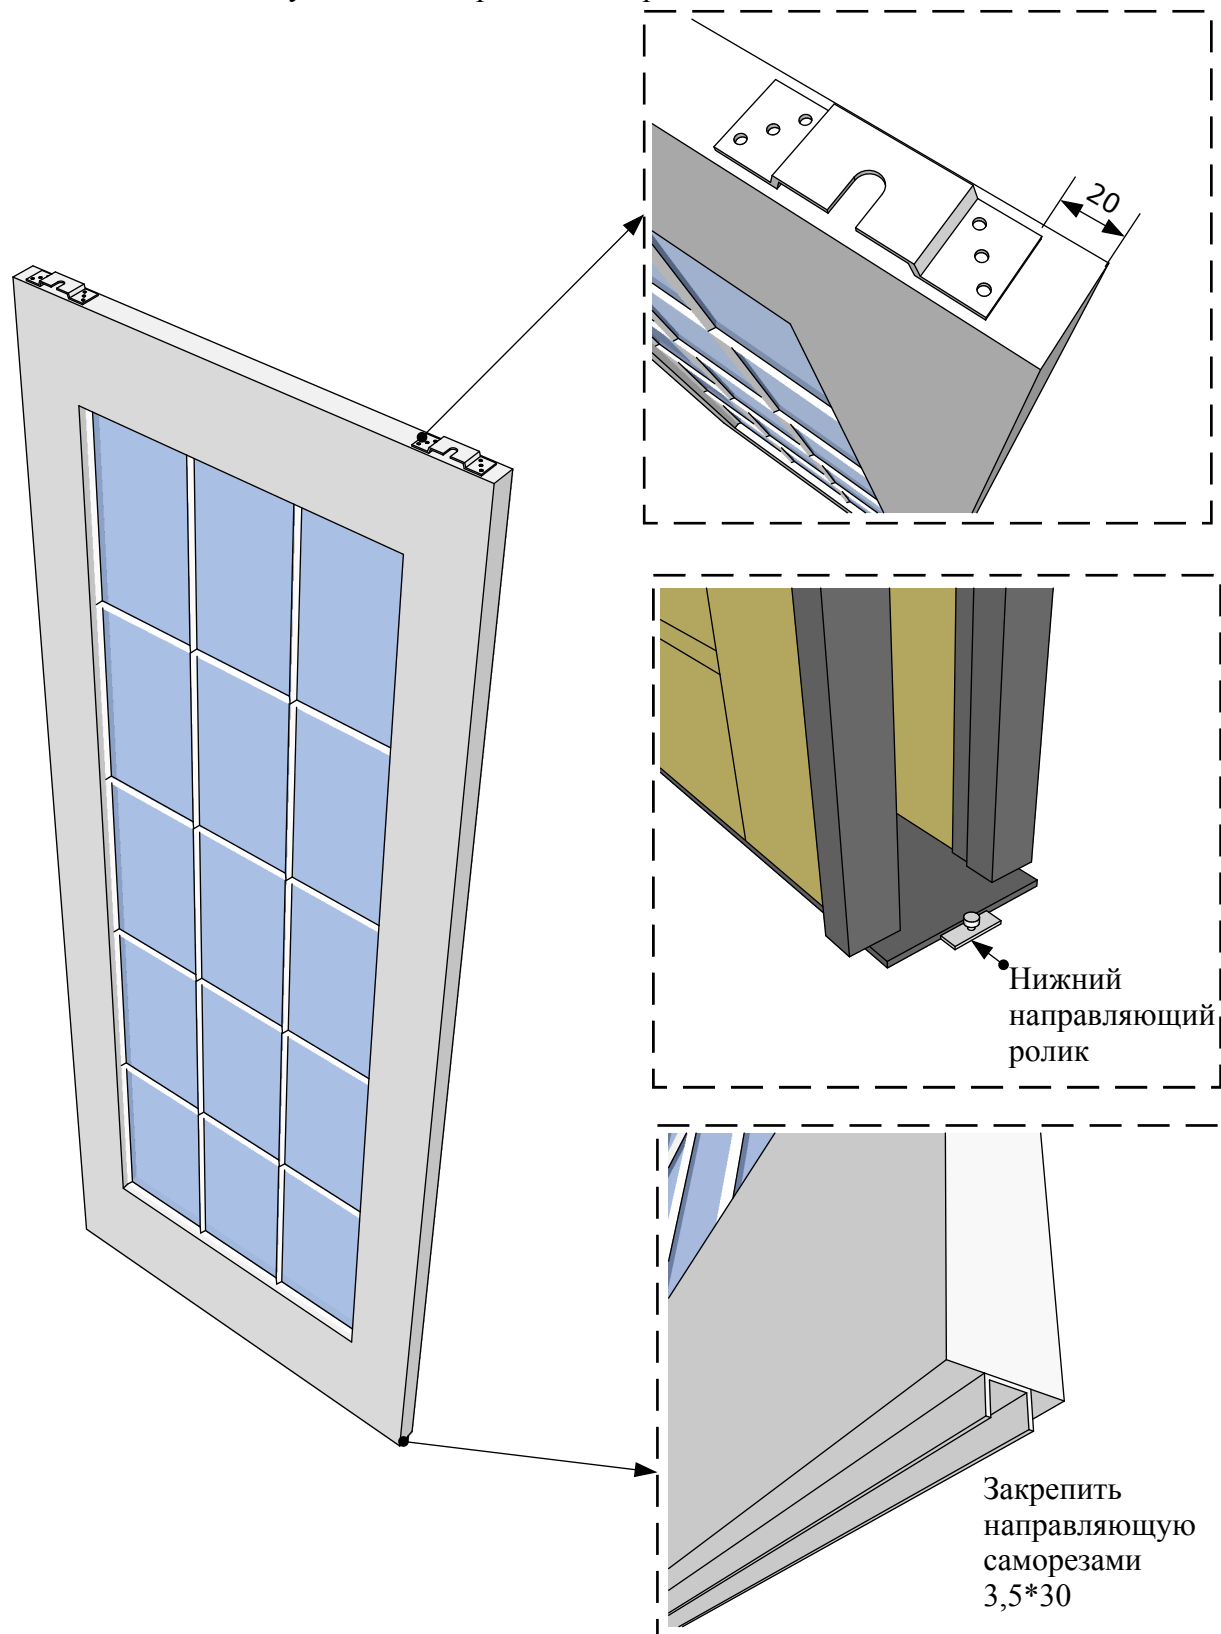 20
Нижний
направляющий
ролик
Закрепить
направляющую
саморезами
3,5*30